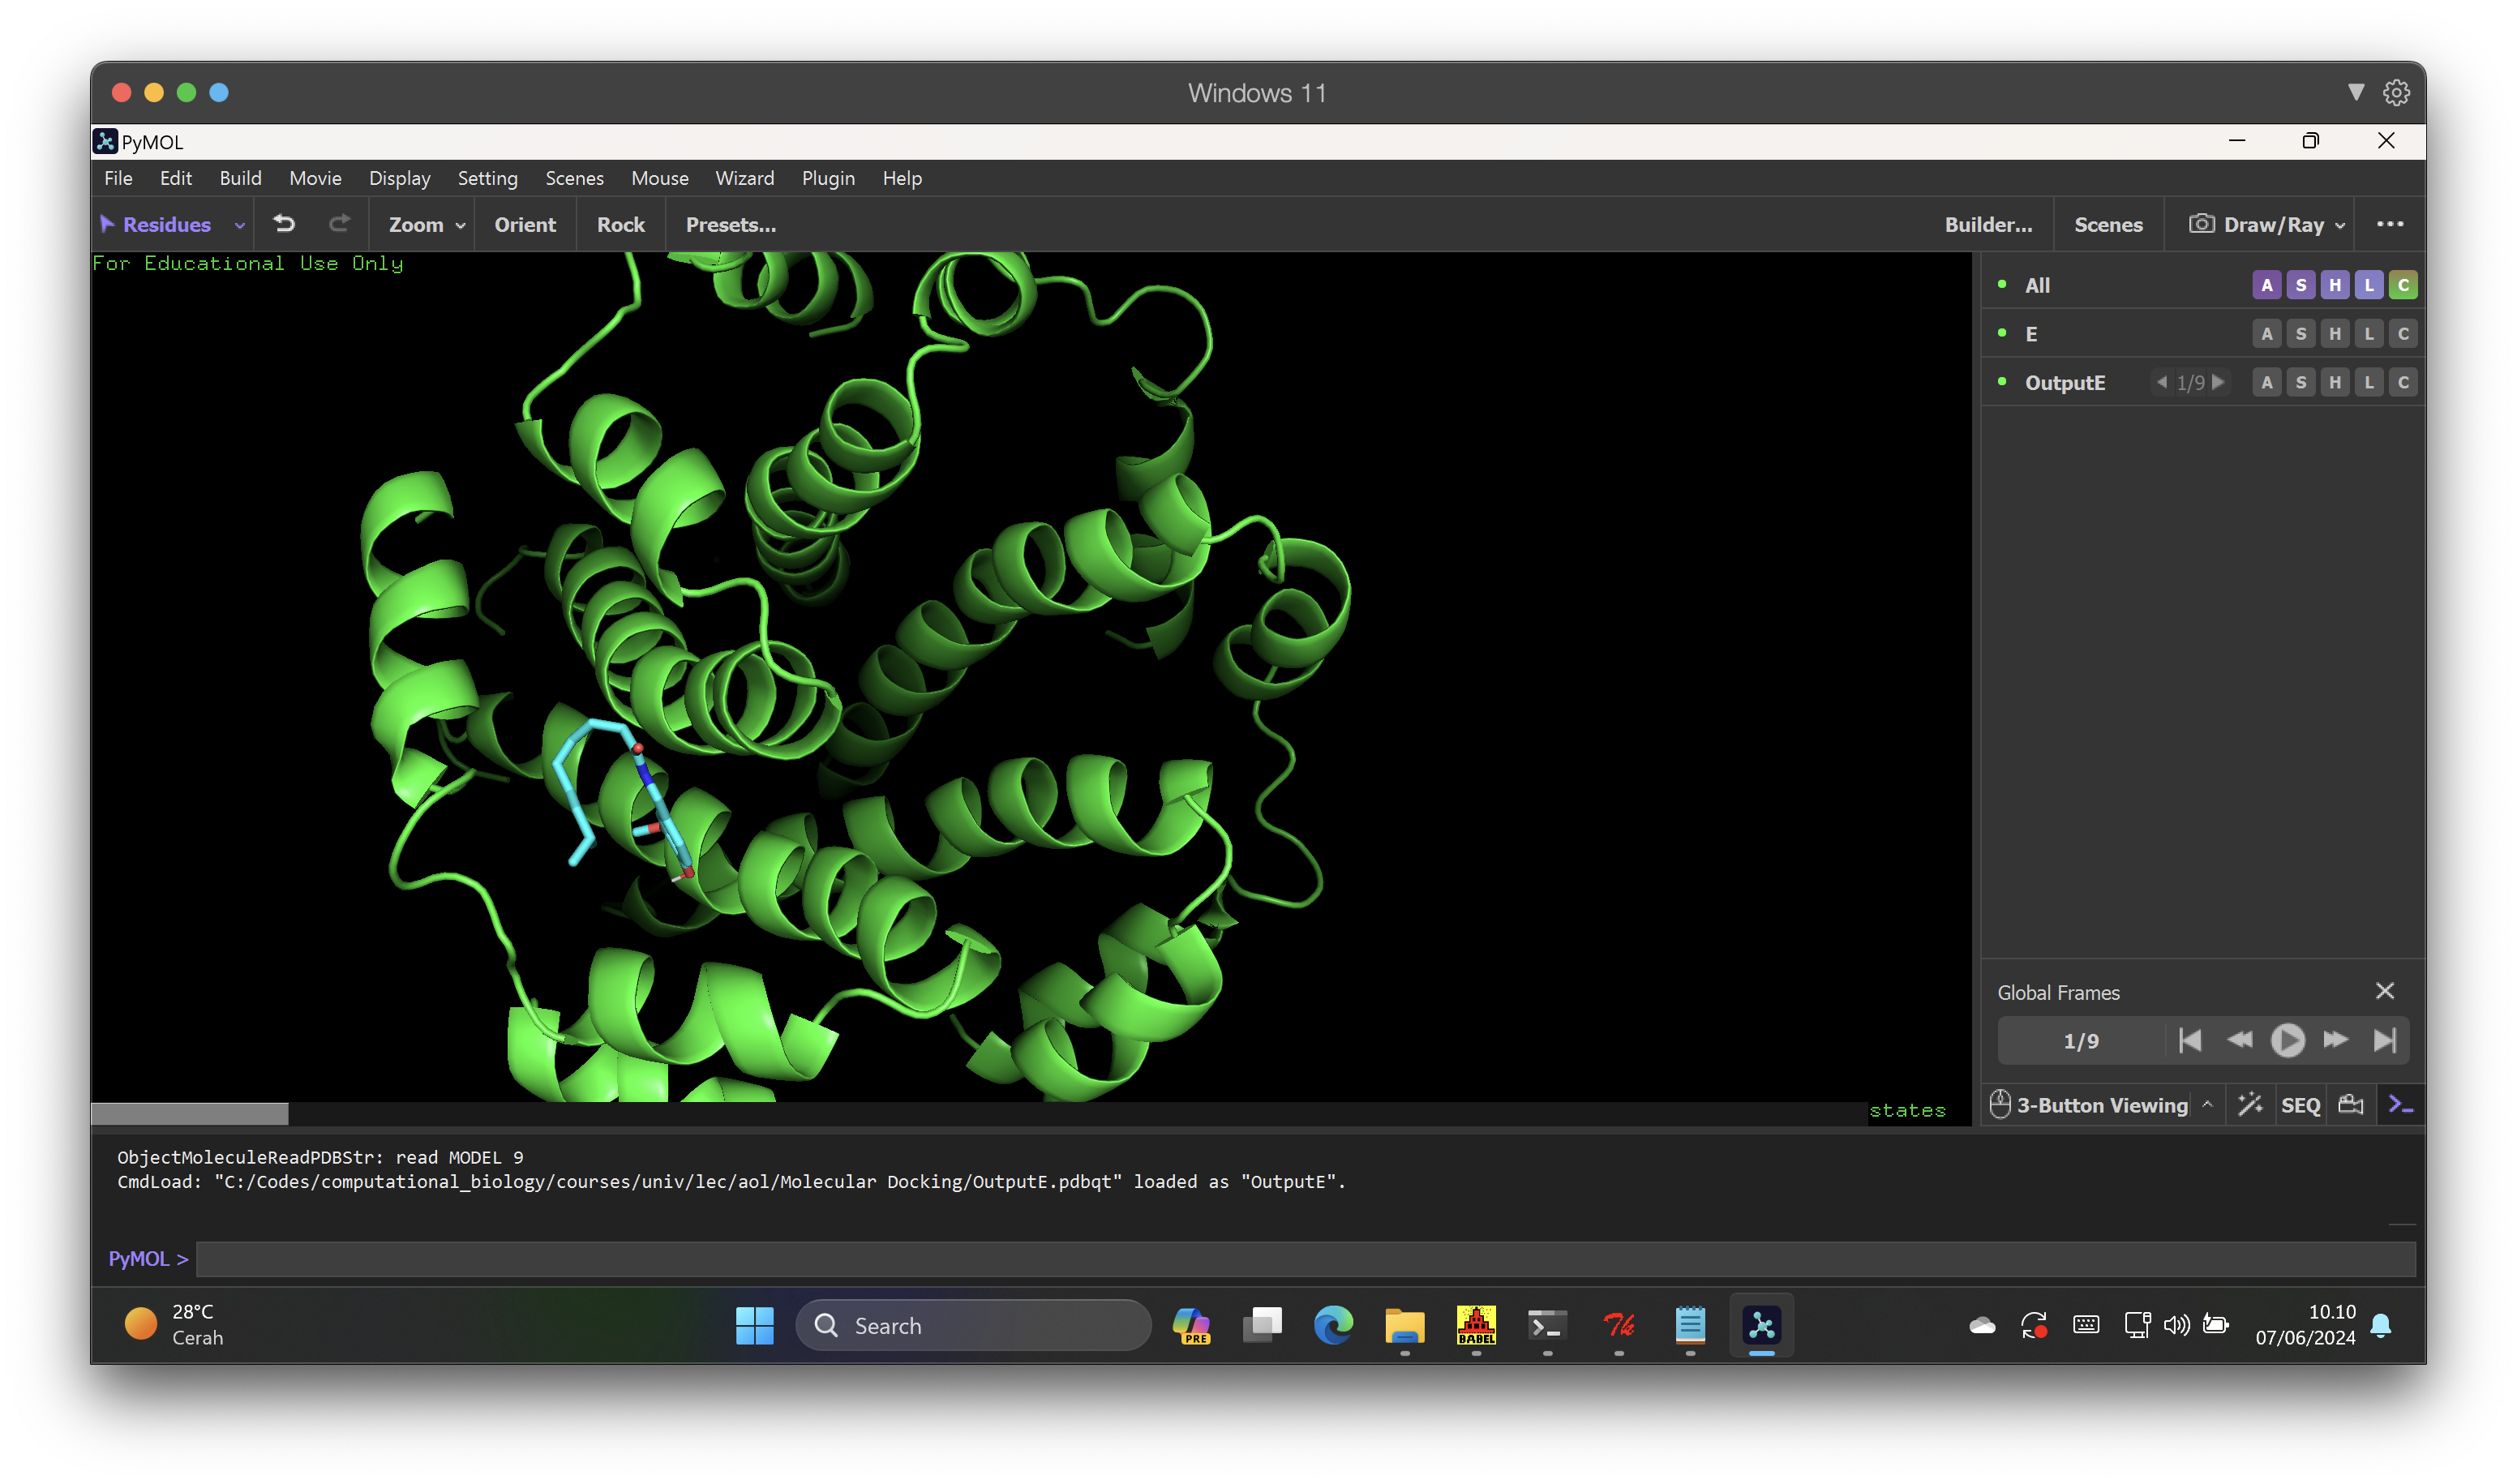 Windows 11
PyMOL
File Edit Build Movie Display Setting Scenes Mouse Wizard Plugin Help
Residues Zoom Orient Rock Presets... Builder... Scenes Draw/Ray
For Educational Use Only
All A S H L C
E A S H L C
OutputE 1/9 A S H L C
Global Frames
1/9
states
3-Button Viewing SEQ
ObjectMoleculeReadPDBStr: read MODEL 9
CmdLoad: "C:/Codes/computational_biology/courses/univ/lec/aol/Molecular Docking/OutputE.pdbqt" loaded as "OutputE".
PyMOL >
28°C
Cerah
Search
PRE
BABEL
Tk
10.10
07/06/2024